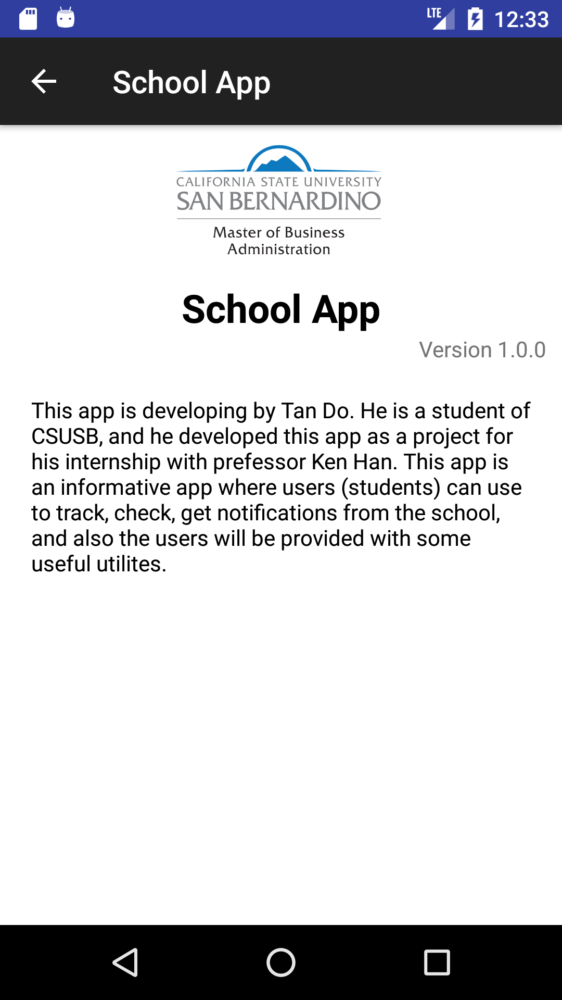 LTE 12:33
School App
CALIFORNIA STATE UNIVERSITY
SAN BERNARDINO
Master of Business
Administration
School App
Version 1.0.0
This app is developing by Tan Do. He is a student of
CSUSB, and he developed this app as a project for
his internship with prefessor Ken Han. This app is
an informative app where users (students) can use
to track, check, get notifications from the school,
and also the users will be provided with some
useful utilites.